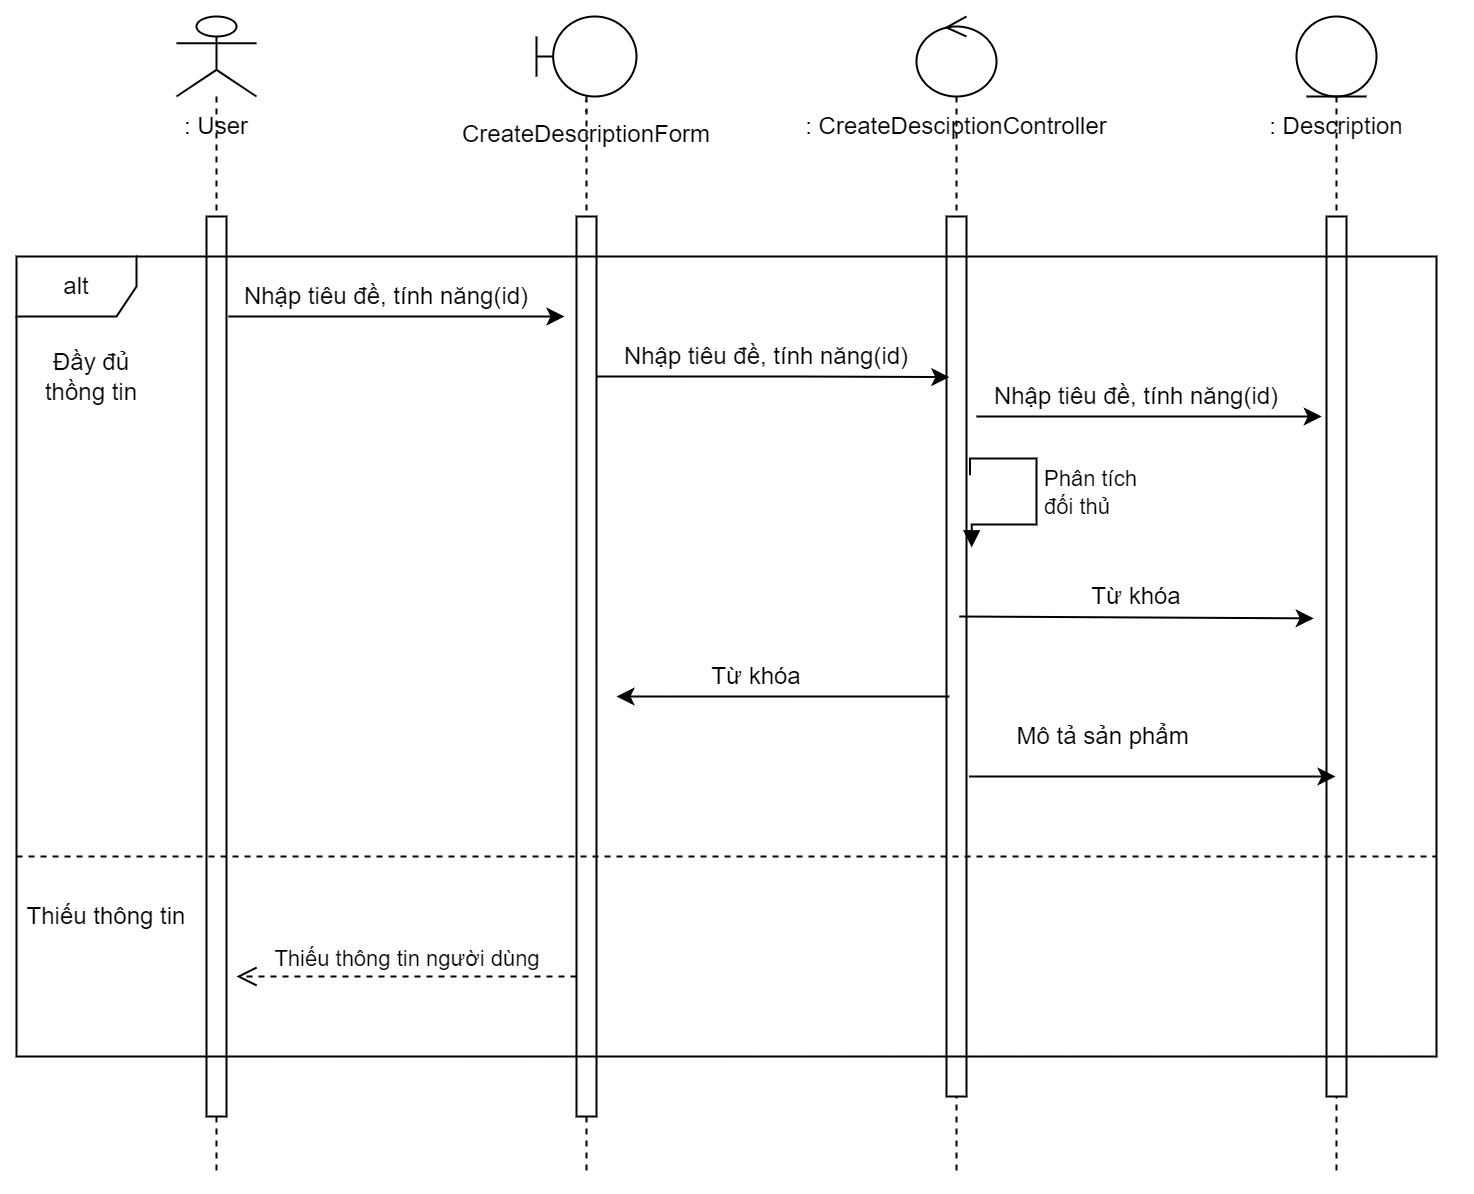 : User
CreateDescriptionForm
: CreateDesciptionController
: Description
alt
Nhập tiêu đề, tính năng(id)
Nhập tiêu đề, tính năng(id)
Đầy đủ
thồng tin
Nhập tiêu đề, tính năng(id)
Phân tích
đối thủ
Từ khóa
Từ khóa
Mô tả sản phẩm
Thiếu thông tin
Thiếu thông tin người dùng